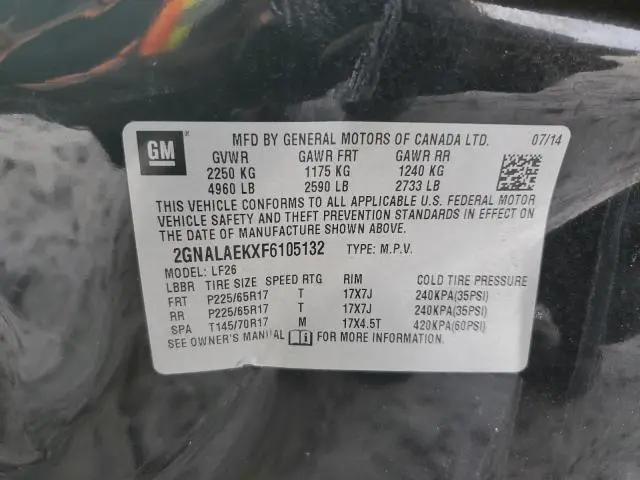 GM
MFD BY GENERAL MOTORS OF CANADA LTD. 07/14
GVWR GAWR FRT GAWR RR
2250 KG 1175 KG 1240 KG
4960 LB 2590 LB 2733 LB
THIS VEHICLE CONFORMS TO ALL APPLICABLE U.S. FEDERAL MOTOR
VEHICLE SAFETY AND THEFT PREVENTION STANDARDS IN EFFECT ON
THE DATE OF MANUFACTURE SHOWN ABOVE.
2GNALAEKXF6105132 TYPE: M.P.V.
MODEL: LF26
LBBR TIRE SIZE SPEED RTG RIM COLD TIRE PRESSURE
FRT P225/65R17 T 17X7J 240KPA(35PSI)
RR P225/65R17 T 17X7J 240KPA(35PSI)
SPA T145/70R17 M 17X4.5T 420KPA(60PSI)
SEE OWNER'S MANUAL FOR MORE INFORMATION.